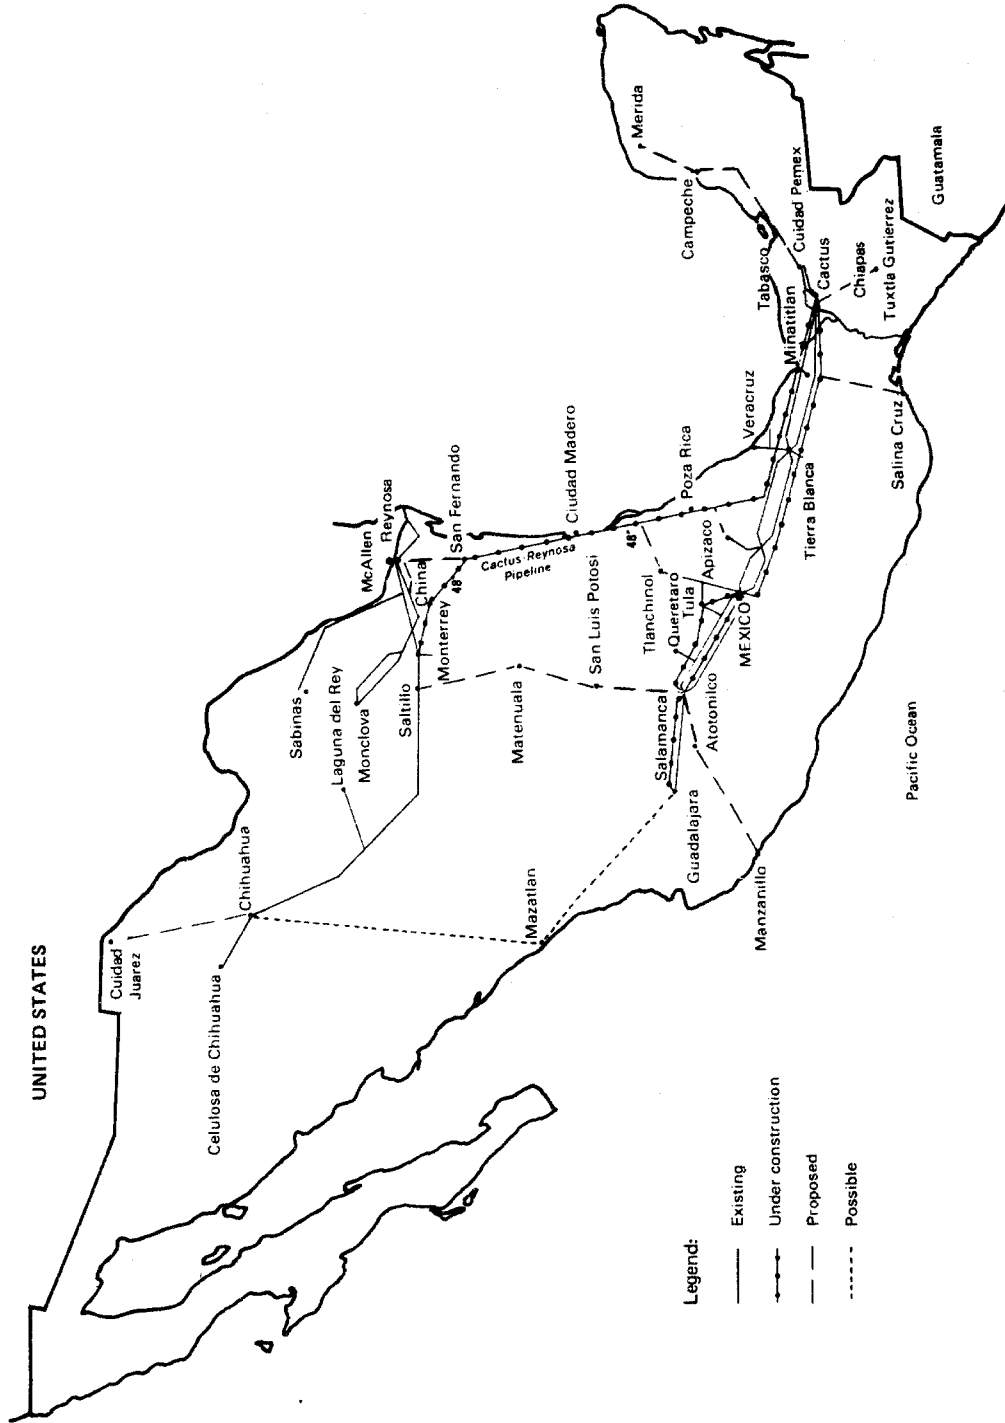 UNITED STATES
Cuidad
Juarez
Chihuahua
Celulosa de Chihuahua
Sabinas
Laguna del Rey
Monclova
Saltillo
Monterrey
China
McAllen
Reynosa
San Fernando
48"
Cactus-Reynosa
Pipeline
Ciudad Madero
Matenuala
San Luis Potosi
Mazatlan
48"
Tlanchinol
Queretaro
Tula
Apizaco
Poza Rica
Veracruz
Salamanca
Atotonilco
MEXICO
Guadalajara
Manzanillo
Tierra Blanca
Minatitlan
Tabasco
Campeche
Merida
Cuidad Pemex
Cactus
Chiapas
Tuxtla Gutierrez
Salina Cruz
Guatamala
Pacific Ocean
Legend:
Existing
Under construction
Proposed
Possible